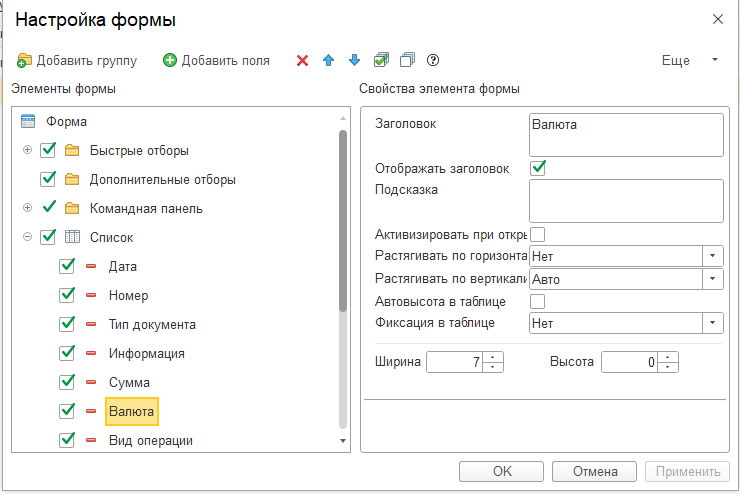 Настройка формы
Добавить группу
Добавить поля
Еще
Элементы формы
Свойства элемента формы
Форма
Быстрые отборы
Дополнительные отборы
Командная панель
Список
Дата
Номер
Тип документа
Информация
Сумма
Валюта
Вид операции
Заголовок
Валюта
Отображать заголовок
Подсказка
Активизировать при откры
Растягивать по горизонта
Нет
Растягивать по вертикали
Авто
Автовысота в таблице
Фиксация в таблице
Нет
Ширина
7
Высота
0
OK
Отмена
Применить